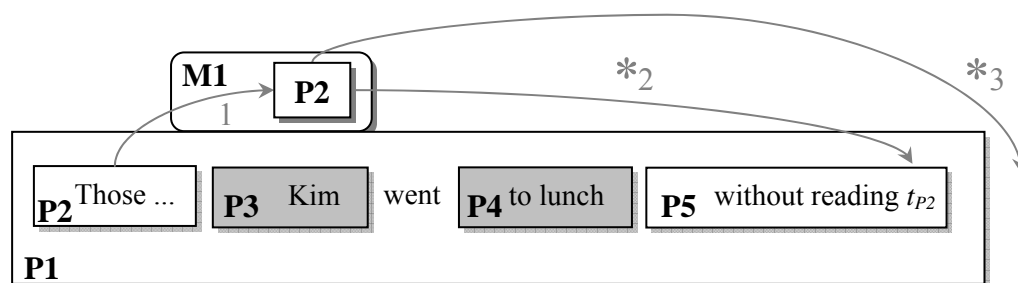 *2 *3
M1 P2
1
P2 Those ... P3 Kim went P4 to lunch P5 without reading tP2
P1